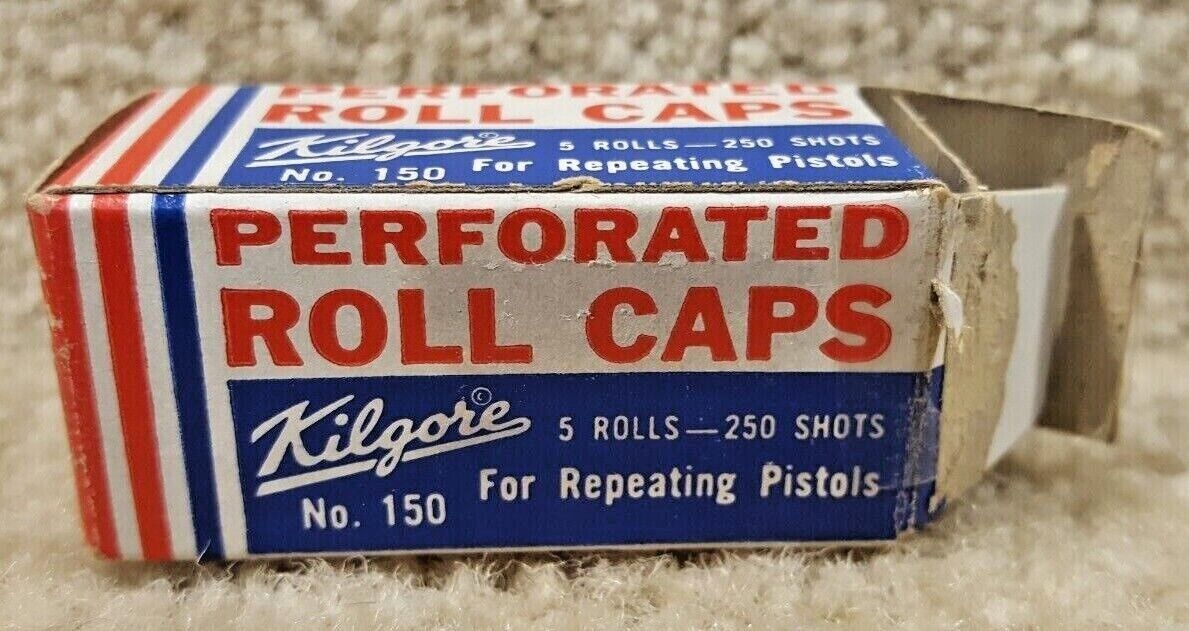 PERFORATED
ROLL CAPS
Kilgore © 5 ROLLS—250 SHOTS
No. 150 For Repeating Pistols
PERFORATED
ROLL CAPS
Kilgore © 5 ROLLS—250 SHOTS
No. 150 For Repeating Pistols